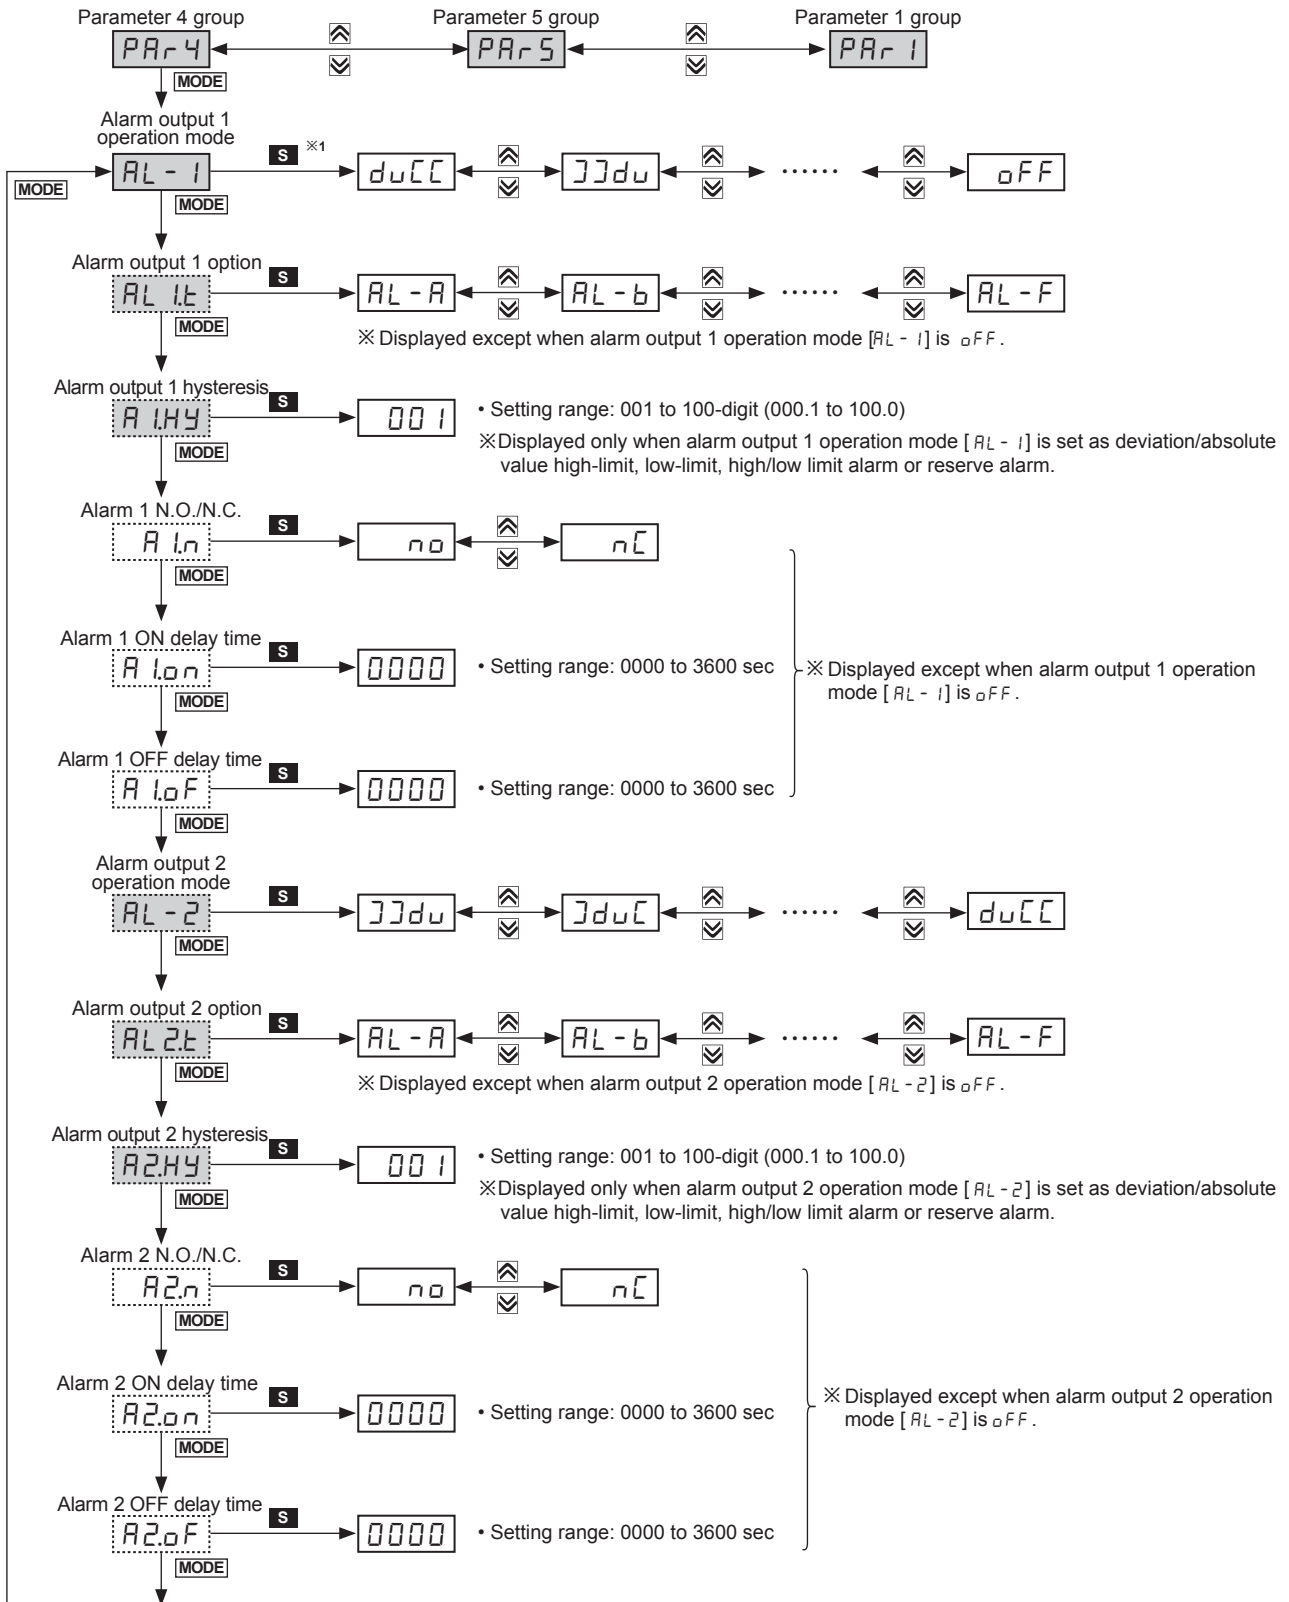 Parameter 4 group Parameter 5 group Parameter 1 group
PAr4 PAr5 PAr1
MODE
Alarm output 1
operation mode
AL-1 S ※1 duCC ]]du ······ oFF
MODE MODE
Alarm output 1 option
AL1.t S AL-A AL-b ······ AL-F
MODE
※ Displayed except when alarm output 1 operation mode [AL-1] is oFF.
Alarm output 1 hysteresis
A1.HY S 001 • Setting range: 001 to 100-digit (000.1 to 100.0)
MODE
※Displayed only when alarm output 1 operation mode [AL-1] is set as deviation/absolute
value high-limit, low-limit, high/low limit alarm or reserve alarm.
Alarm 1 N.O./N.C.
A1.n S no nC
MODE
Alarm 1 ON delay time
A1.on S 0000 • Setting range: 0000 to 3600 sec
MODE
※ Displayed except when alarm output 1 operation
mode [AL-1] is oFF.
Alarm 1 OFF delay time
A1.oF S 0000 • Setting range: 0000 to 3600 sec
MODE
Alarm output 2
operation mode
AL-2 S ]]du ]duC ······ duCC
MODE
Alarm output 2 option
AL2.t S AL-A AL-b ······ AL-F
MODE
※ Displayed except when alarm output 2 operation mode [AL-2] is oFF.
Alarm output 2 hysteresis
A2.HY S 001 • Setting range: 001 to 100-digit (000.1 to 100.0)
MODE
※Displayed only when alarm output 2 operation mode [AL-2] is set as deviation/absolute
value high-limit, low-limit, high/low limit alarm or reserve alarm.
Alarm 2 N.O./N.C.
A2.n S no nC
MODE
Alarm 2 ON delay time
A2.on S 0000 • Setting range: 0000 to 3600 sec
MODE
※ Displayed except when alarm output 2 operation
mode [AL-2] is oFF.
Alarm 2 OFF delay time
A2.oF S 0000 • Setting range: 0000 to 3600 sec
MODE